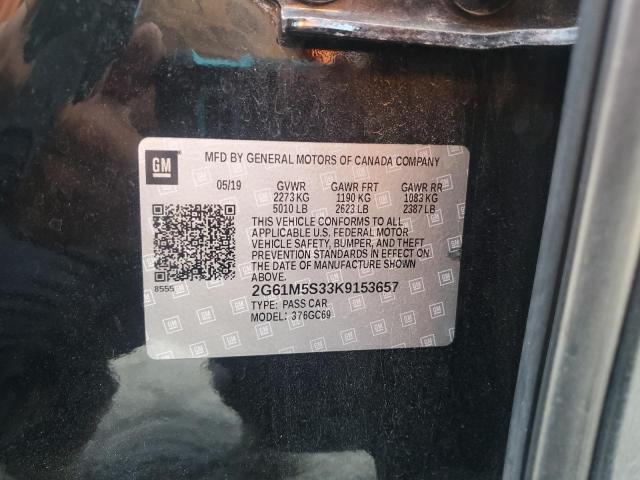 GM
MFD BY GENERAL MOTORS OF CANADA COMPANY
05/19 GVWR GAWR FRT GAWR RR
2273 KG 1190 KG 1083 KG
5010 LB 2623 LB 2387 LB
THIS VEHICLE CONFORMS TO ALL
APPLICABLE U.S. FEDERAL MOTOR
VEHICLE SAFETY, BUMPER, AND THEFT
PREVENTION STANDARDS IN EFFECT ON
THE DATE OF MANUFACTURE SHOWN
ABOVE.
8555
2G61M5S33K9153657
TYPE: PASS CAR
MODEL: 376GC69